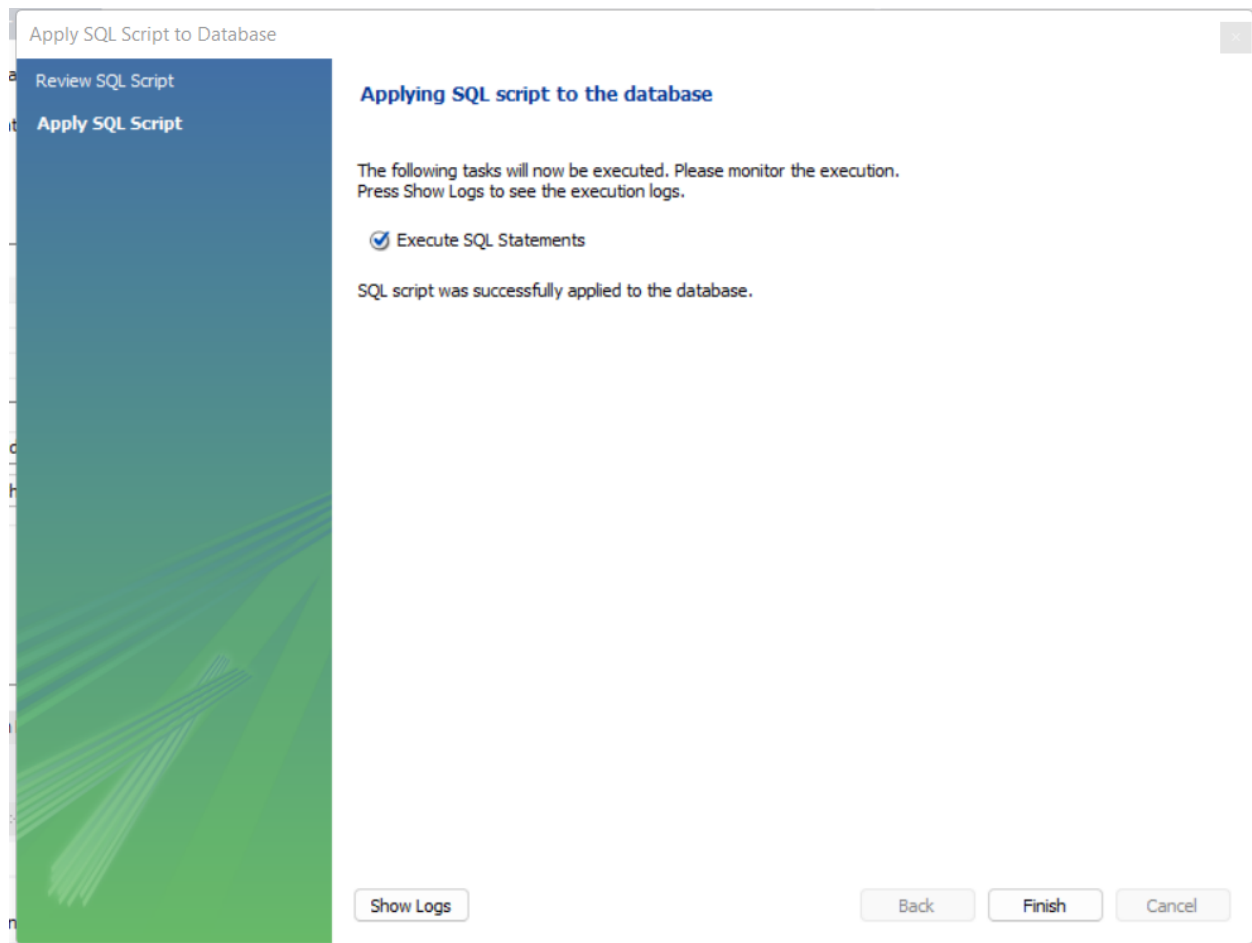 Apply SQL Script to Database
Review SQL Script
Apply SQL Script
Applying SQL script to the database
The following tasks will now be executed. Please monitor the execution.
Press Show Logs to see the execution logs.
Execute SQL Statements
SQL script was successfully applied to the database.
Show Logs
Back
Finish
Cancel